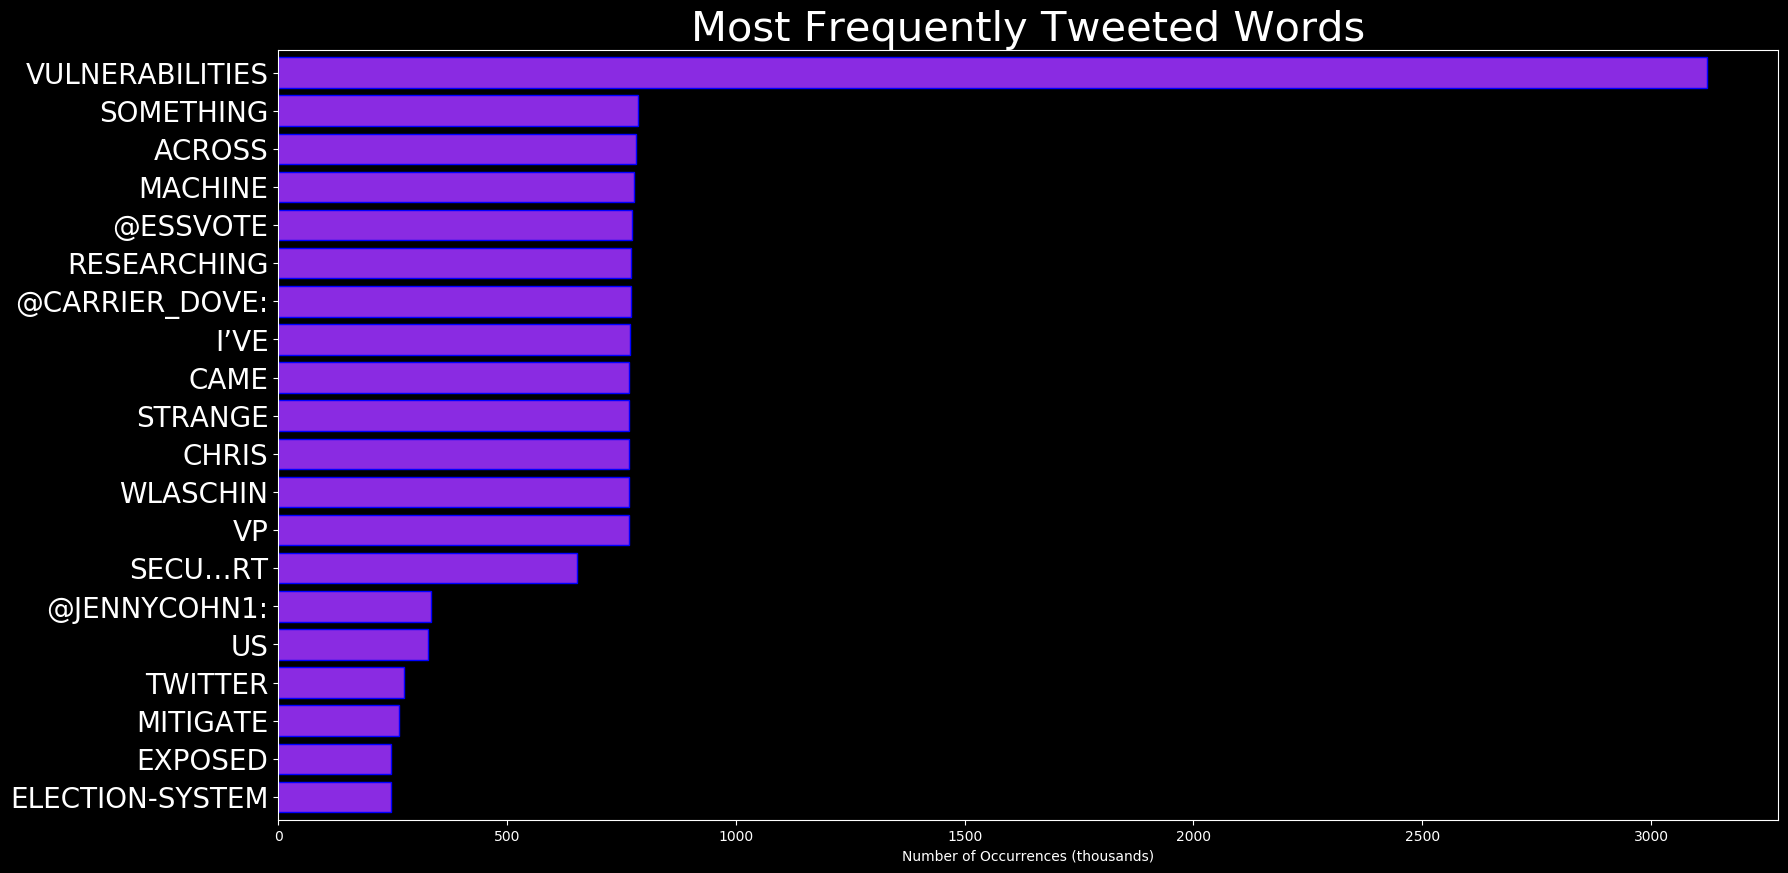 Most Frequently Tweeted Words
VULNERABILITIES
SOMETHING
ACROSS
MACHINE
@ESSVOTE
RESEARCHING
@CARRIER_DOVE:
I’VE
CAME
STRANGE
CHRIS
WLASCHIN
VP
SECU…RT
@JENNYCOHN1:
US
TWITTER
MITIGATE
EXPOSED
ELECTION-SYSTEM
0 500 1000 1500 2000 2500 3000
Number of Occurrences (thousands)